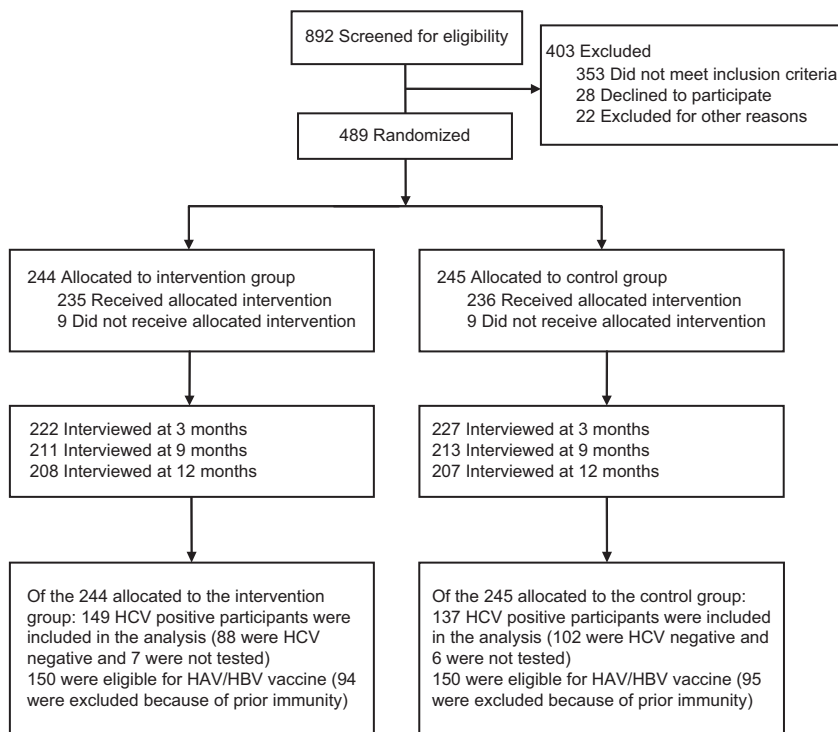 892 Screened for eligibility
403 Excluded
353 Did not meet inclusion criteria
28 Declined to participate
22 Excluded for other reasons
489 Randomized
244 Allocated to intervention group
235 Received allocated intervention
9 Did not receive allocated intervention
245 Allocated to control group
236 Received allocated intervention
9 Did not receive allocated intervention
222 Interviewed at 3 months
211 Interviewed at 9 months
208 Interviewed at 12 months
227 Interviewed at 3 months
213 Interviewed at 9 months
207 Interviewed at 12 months
Of the 244 allocated to the intervention
group: 149 HCV positive participants were
included in the analysis (88 were HCV
negative and 7 were not tested)
150 were eligible for HAV/HBV vaccine (94
were excluded because of prior immunity)
Of the 245 allocated to the control group:
137 HCV positive participants were included
in the analysis (102 were HCV negative and
6 were not tested)
150 were eligible for HAV/HBV vaccine (95
were excluded because of prior immunity)